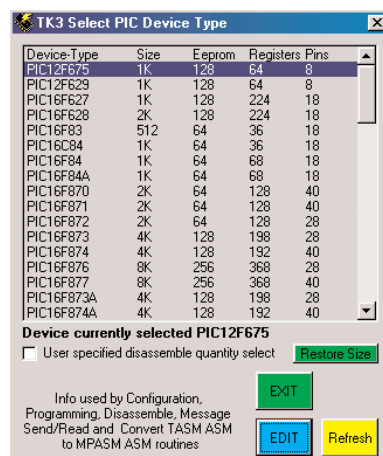 TK3 Select PIC Device Type
Device-Type Size Eeprom Registers Pins
PIC12F675 1K 128 64 8
PIC12F629 1K 128 64 8
PIC16F627 1K 128 224 18
PIC16F628 2K 128 224 18
PIC16F83 512 64 36 18
PIC16C84 1K 64 36 18
PIC16F84 1K 64 68 18
PIC16F84A 1K 64 68 18
PIC16F870 2K 64 128 40
PIC16F871 2K 64 128 40
PIC16F872 2K 64 128 28
PIC16F873 4K 128 198 28
PIC16F874 4K 128 192 40
PIC16F876 8K 256 368 28
PIC16F877 8K 256 368 40
PIC16F873A 4K 128 198 28
PIC16F874A 4K 128 192 40
Device currently selected PIC12F675
User specified disassemble quantity select Restore Size
Info used by Configuration,
Programming, Disassemble, Message
Send/Read and Convert TASM ASM
to MPASM ASM routines
EXIT
EDIT Refresh